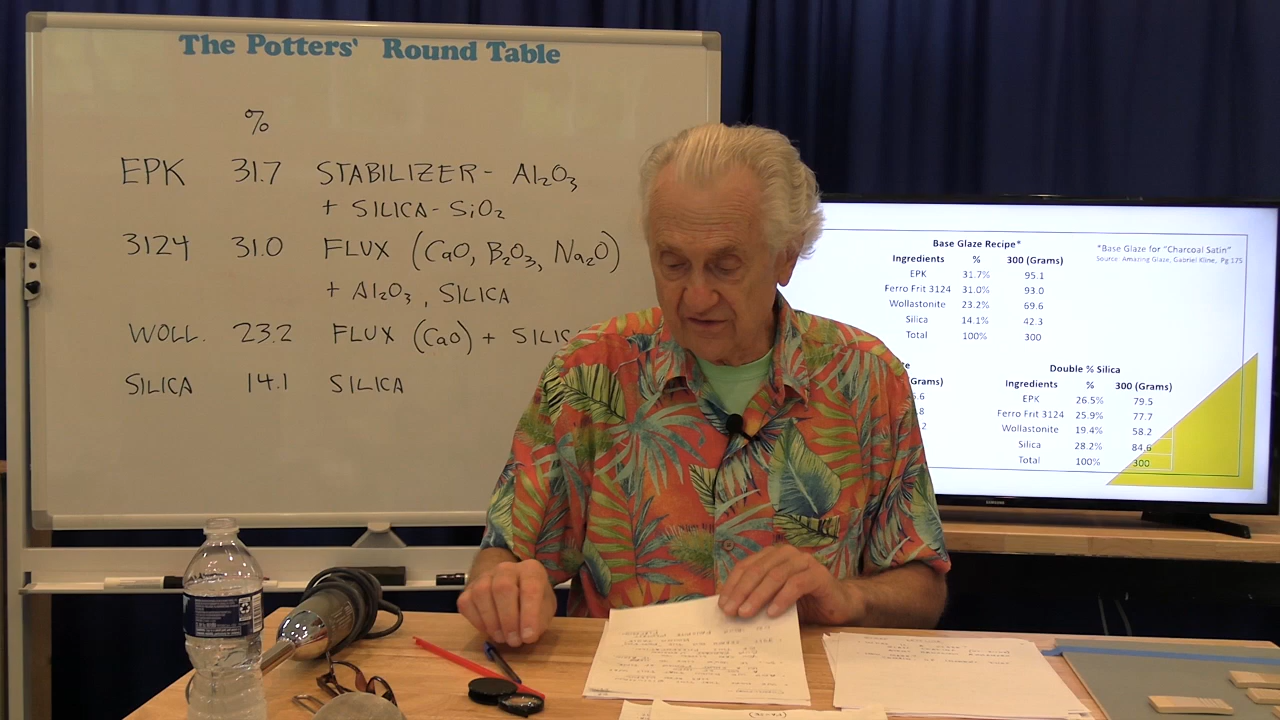 The Potters' Round Table
%
EPK 31.7 STABILIZER - Al₂O₃
+ SILICA - SiO₂
3124 31.0 FLUX (CaO, B₂O₃, Na₂O)
+ Al₂O₃, SILICA
WOLL. 23.2 FLUX (CaO) + SILIC
SILICA 14.1 SILICA
Base Glaze Recipe*
Ingredients % 300 (Grams)
EPK 31.7% 95.1
Ferro Frit 3124 31.0% 93.0
Wollastonite 23.2% 69.6
Silica 14.1% 42.3
Total 100% 300
*Base Glaze for "Charcoal Satin"
Source: Amazing Glaze, Gabriel Kline, Pg 175
Grams)
Double % Silica
Ingredients % 300 (Grams)
EPK 26.5% 79.5
Ferro Frit 3124 25.9% 77.7
Wollastonite 19.4% 58.2
Silica 28.2% 84.6
Total 100% 300
SAMSUNG